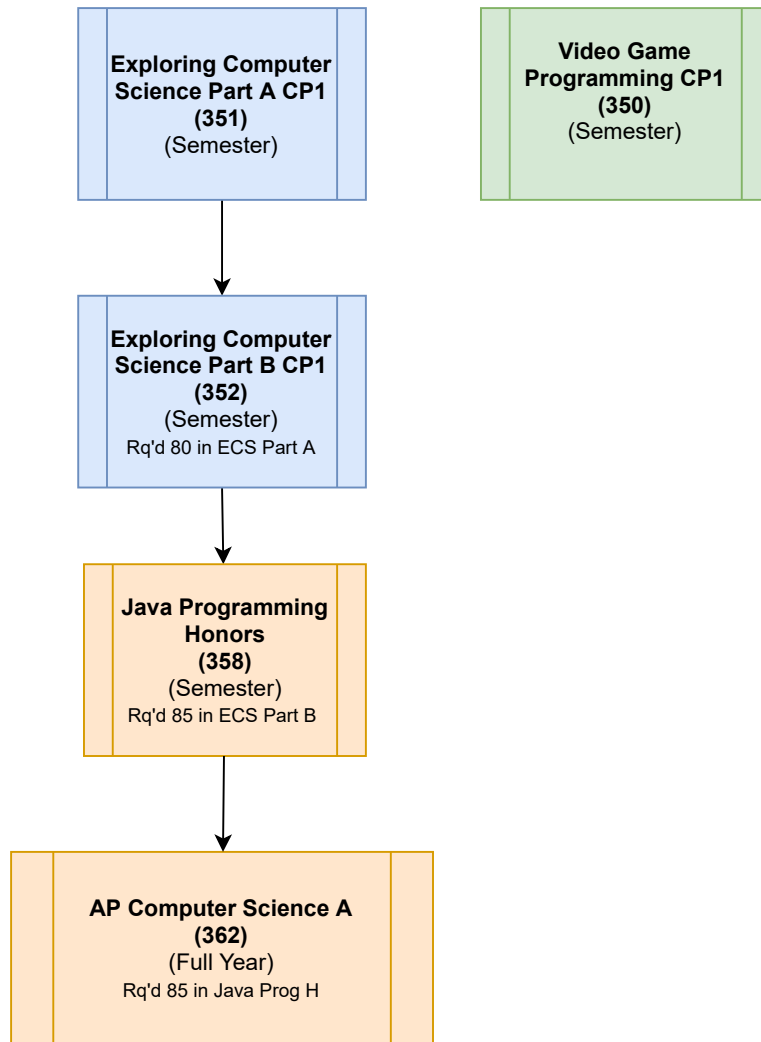 Exploring Computer
Science Part A CP1
(351)
(Semester)
Video Game
Programming CP1
(350)
(Semester)
Exploring Computer
Science Part B CP1
(352)
(Semester)
Rq'd 80 in ECS Part A
Java Programming
Honors
(358)
(Semester)
Rq'd 85 in ECS Part B
AP Computer Science A
(362)
(Full Year)
Rq'd 85 in Java Prog H